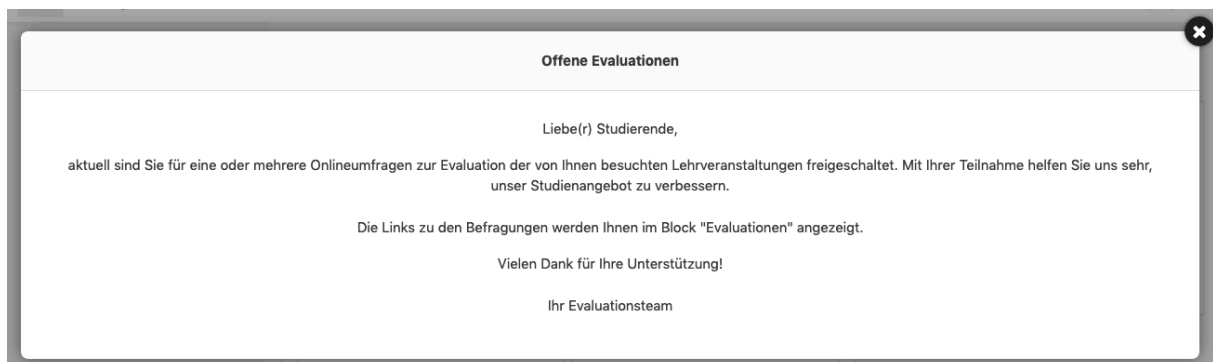 Offene Evaluationen
Liebe(r) Studierende,
aktuell sind Sie für eine oder mehrere Onlineumfragen zur Evaluation der von Ihnen besuchten Lehrveranstaltungen freigeschaltet. Mit Ihrer Teilnahme helfen Sie uns sehr,
unser Studienangebot zu verbessern.
Die Links zu den Befragungen werden Ihnen im Block "Evaluationen" angezeigt.
Vielen Dank für Ihre Unterstützung!
Ihr Evaluationsteam